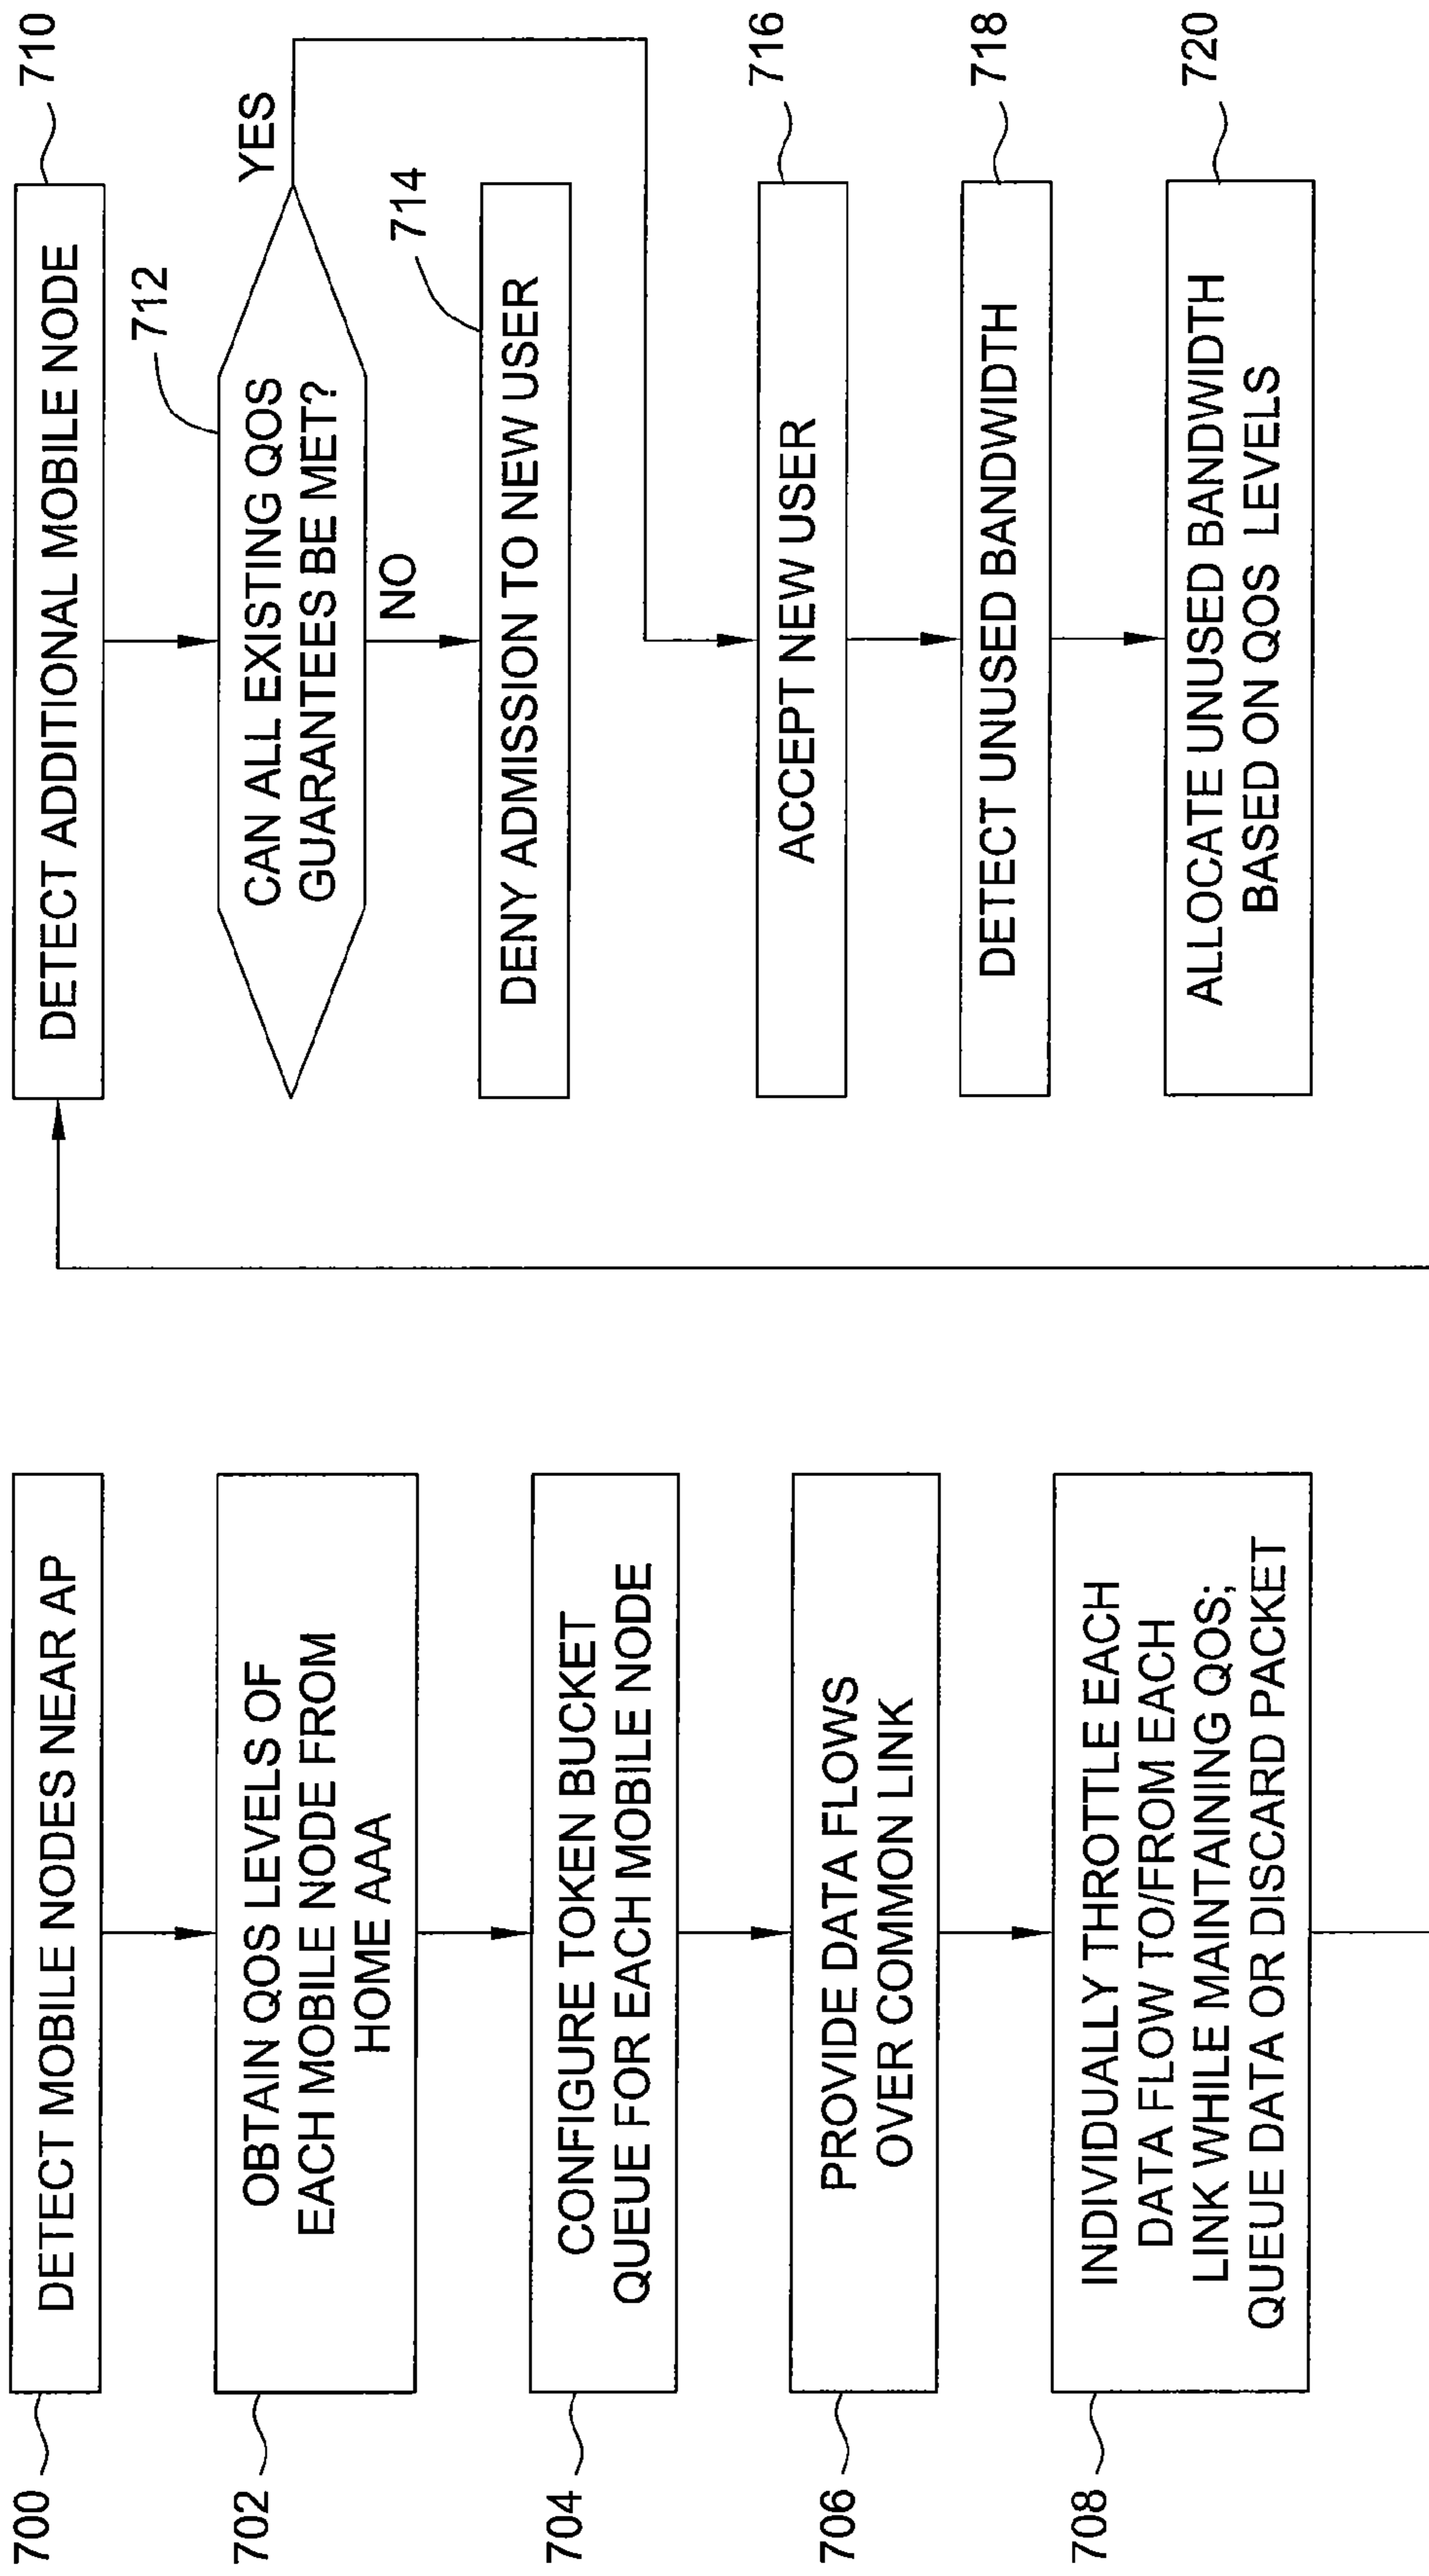 700
DETECT MOBILE NODES NEAR AP
702
OBTAIN QOS LEVELS OF
EACH MOBILE NODE FROM
HOME AAA
704
CONFIGURE TOKEN BUCKET
QUEUE FOR EACH MOBILE NODE
706
PROVIDE DATA FLOWS
OVER COMMON LINK
708
INDIVIDUALLY THROTTLE EACH
DATA FLOW TO/FROM EACH
LINK WHILE MAINTAINING QOS;
QUEUE DATA OR DISCARD PACKET
710
DETECT ADDITIONAL MOBILE NODE
712
CAN ALL EXISTING QOS
GUARANTEES BE MET?
YES
NO
714
DENY ADMISSION TO NEW USER
716
ACCEPT NEW USER
718
DETECT UNUSED BANDWIDTH
720
ALLOCATE UNUSED BANDWIDTH
BASED ON QOS LEVELS